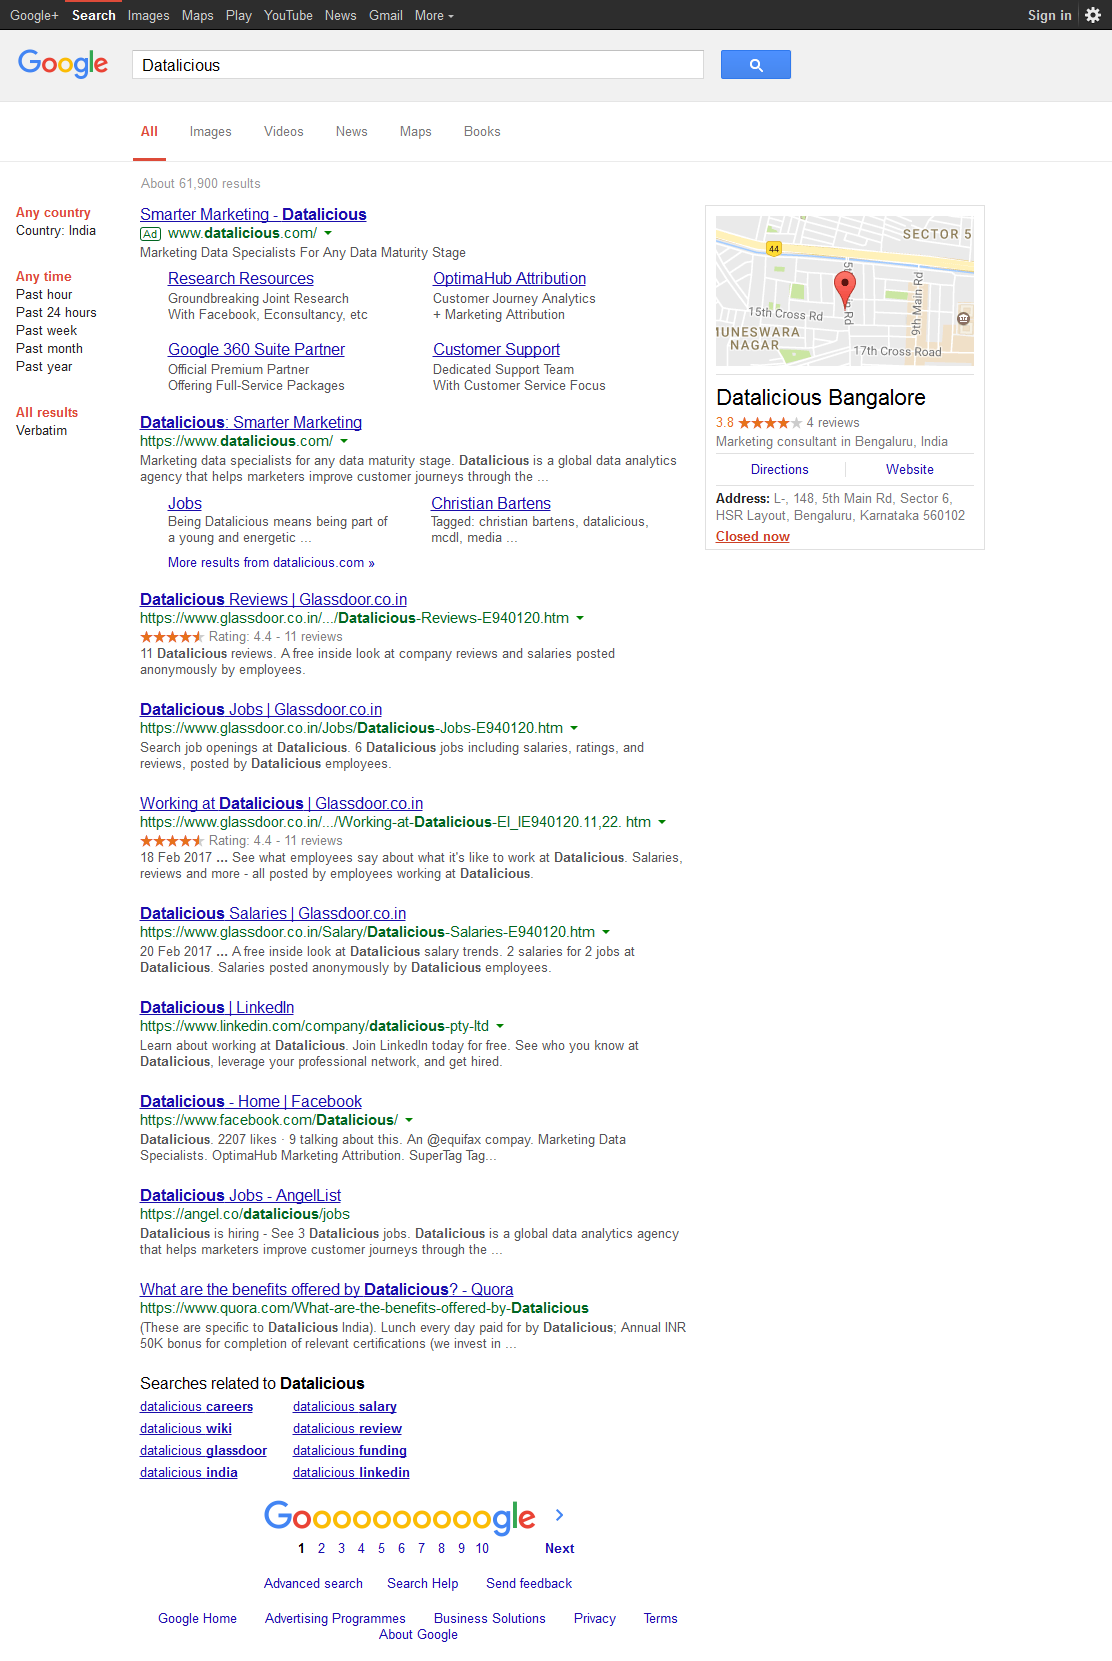 Google+ Search Images Maps Play YouTube News Gmail More Sign in
Google Datalicious
All Images Videos News Maps Books
About 61,900 results
Any country
Country: India
Any time
Past hour
Past 24 hours
Past week
Past month
Past year
All results
Verbatim
Smarter Marketing - Datalicious
Ad www.datalicious.com/
Marketing Data Specialists For Any Data Maturity Stage
Research Resources
Groundbreaking Joint Research
With Facebook, Econsultancy, etc
OptimaHub Attribution
Customer Journey Analytics
+ Marketing Attribution
Google 360 Suite Partner
Official Premium Partner
Offering Full-Service Packages
Customer Support
Dedicated Support Team
With Customer Service Focus
Datalicious: Smarter Marketing
https://www.datalicious.com/
Marketing data specialists for any data maturity stage. Datalicious is a global data analytics
agency that helps marketers improve customer journeys through the ...
Jobs
Being Datalicious means being part of
a young and energetic ...
Christian Bartens
Tagged: christian bartens, datalicious,
mcdl, media ...
More results from datalicious.com »
Datalicious Reviews | Glassdoor.co.in
https://www.glassdoor.co.in/.../Datalicious-Reviews-E940120.htm
Rating: 4.4 - 11 reviews
11 Datalicious reviews. A free inside look at company reviews and salaries posted
anonymously by employees.
Datalicious Jobs | Glassdoor.co.in
https://www.glassdoor.co.in/Jobs/Datalicious-Jobs-E940120.htm
Search job openings at Datalicious. 6 Datalicious jobs including salaries, ratings, and
reviews, posted by Datalicious employees.
Working at Datalicious | Glassdoor.co.in
https://www.glassdoor.co.in/.../Working-at-Datalicious-EI_IE940120.11,22. htm
Rating: 4.4 - 11 reviews
18 Feb 2017 ... See what employees say about what it's like to work at Datalicious. Salaries,
reviews and more - all posted by employees working at Datalicious.
Datalicious Salaries | Glassdoor.co.in
https://www.glassdoor.co.in/Salary/Datalicious-Salaries-E940120.htm
20 Feb 2017 ... A free inside look at Datalicious salary trends. 2 salaries for 2 jobs at
Datalicious. Salaries posted anonymously by Datalicious employees.
Datalicious | LinkedIn
https://www.linkedin.com/company/datalicious-pty-ltd
Learn about working at Datalicious. Join LinkedIn today for free. See who you know at
Datalicious, leverage your professional network, and get hired.
Datalicious - Home | Facebook
https://www.facebook.com/Datalicious/
Datalicious. 2207 likes · 9 talking about this. An @equifax compay. Marketing Data
Specialists. OptimaHub Marketing Attribution. SuperTag Tag...
Datalicious Jobs - AngelList
https://angel.co/datalicious/jobs
Datalicious is hiring - See 3 Datalicious jobs. Datalicious is a global data analytics agency
that helps marketers improve customer journeys through the ...
What are the benefits offered by Datalicious? - Quora
https://www.quora.com/What-are-the-benefits-offered-by-Datalicious
(These are specific to Datalicious India). Lunch every day paid for by Datalicious; Annual INR
50K bonus for completion of relevant certifications (we invest in ...
Searches related to Datalicious
datalicious careers datalicious salary
datalicious wiki datalicious review
datalicious glassdoor datalicious funding
datalicious india datalicious linkedin
Goooooooooogle
1 2 3 4 5 6 7 8 9 10 Next
Advanced search Search Help Send feedback
Google Home Advertising Programmes Business Solutions Privacy Terms
About Google
SECTOR 5
44
15th Cross Rd
9th Main Rd
MUNESWARA
NAGAR
17th Cross Road
Datalicious Bangalore
3.8 4 reviews
Marketing consultant in Bengaluru, India
Directions Website
Address: L-, 148, 5th Main Rd, Sector 6,
HSR Layout, Bengaluru, Karnataka 560102
Closed now